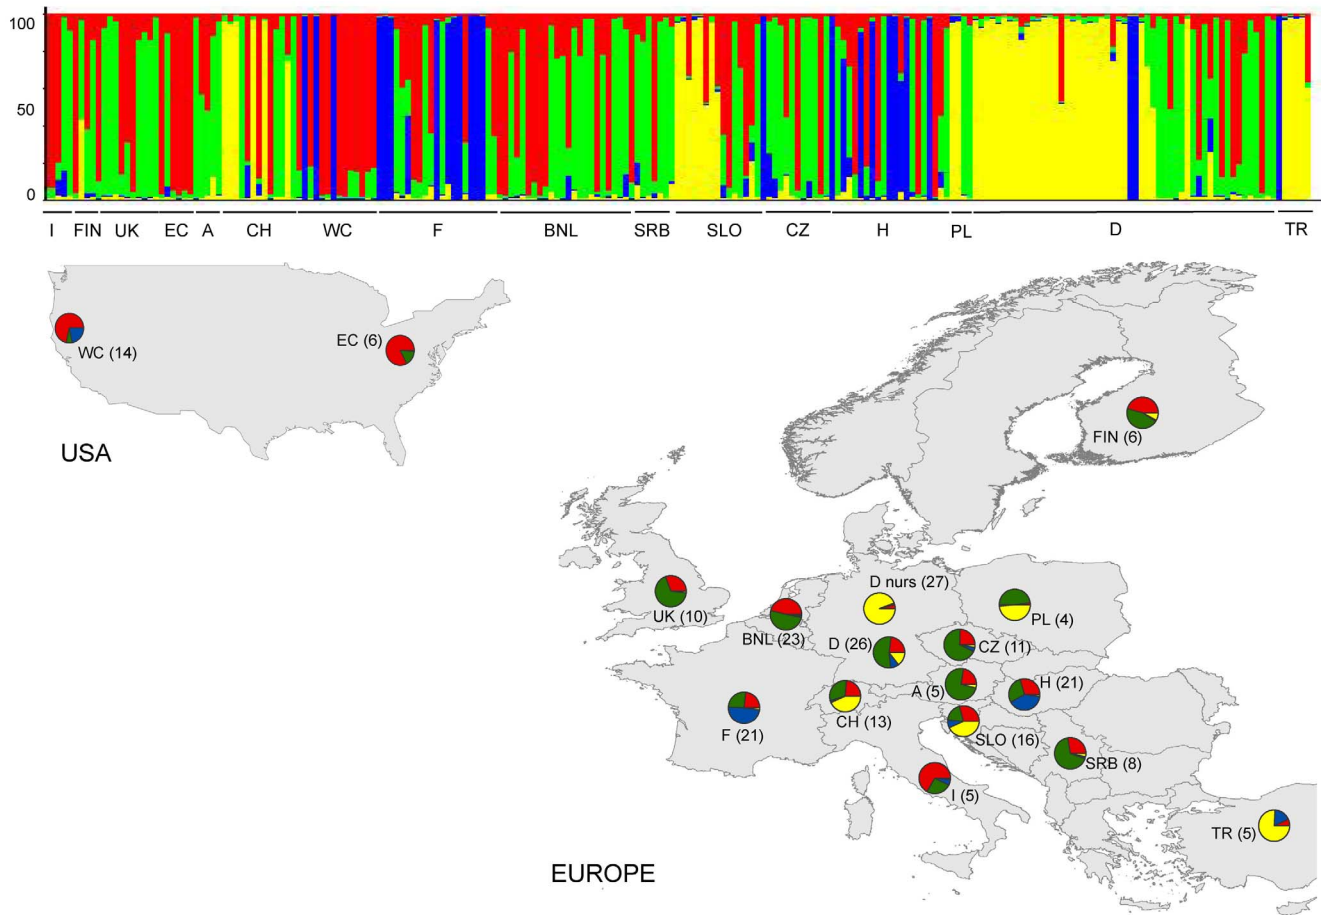 100
50
0
I FIN UK EC A CH WC F BNL SRB SLO CZ H PL D TR
WC (14)
EC (6)
USA
FIN (6)
D nurs (27)
PL (4)
UK (10)
BNL (23)
D (26)
CZ (11)
A (5)
H (21)
F (21)
CH (13)
SLO (16)
SRB (8)
I (5)
TR (5)
EUROPE